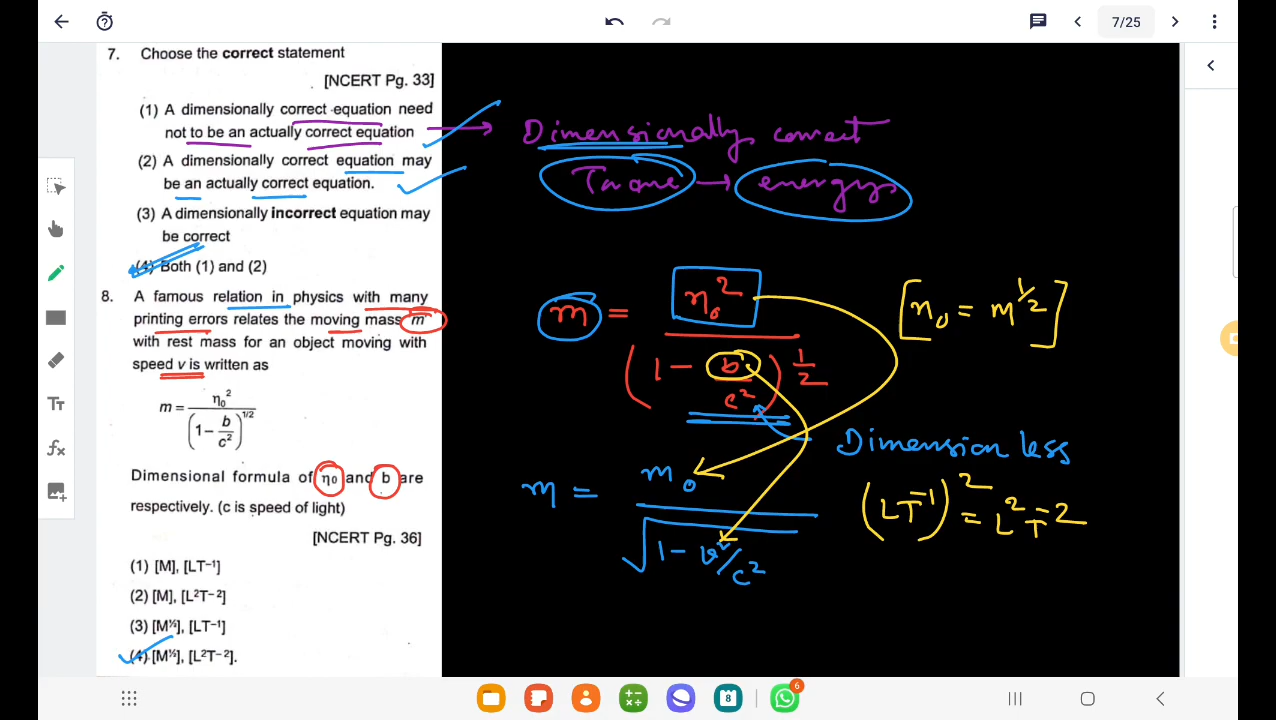 7/25
7. Choose the correct statement
[NCERT Pg. 33]
(1) A dimensionally correct equation need
not to be an actually correct equation
(2) A dimensionally correct equation may
be an actually correct equation.
(3) A dimensionally incorrect equation may
be correct
(4) Both (1) and (2)
8. A famous relation in physics with many
printing errors relates the moving mass m
with rest mass for an object moving with
speed v is written as
m = η₀² / (1 − b/c²)^1/2
Dimensional formula of η₀ and b are
respectively. (c is speed of light)
[NCERT Pg. 36]
(1) [M], [LT⁻¹]
(2) [M], [L²T⁻²]
(3) [M^½], [LT⁻¹]
(4) [M^½], [L²T⁻²].
Dimensionally correct
→ energy
m = η₀² / (1 − b/c²)^1/2
[η₀ = m^1/2]
Dimension less
m = m₀ / √(1 − v²/c²)
(LT⁻¹)² = L²T⁻²
Tт
fx
8
6